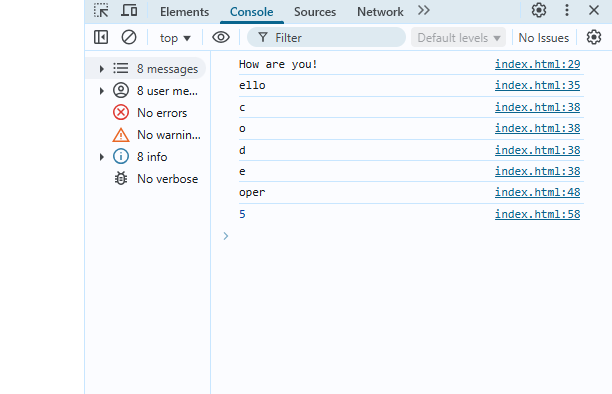 Elements Console Sources Network
top Filter Default levels No Issues
8 messages
8 user me...
No errors
No warnin...
8 info
No verbose
How are you! index.html:29
ello index.html:35
c index.html:38
o index.html:38
d index.html:38
e index.html:38
oper index.html:48
5 index.html:58